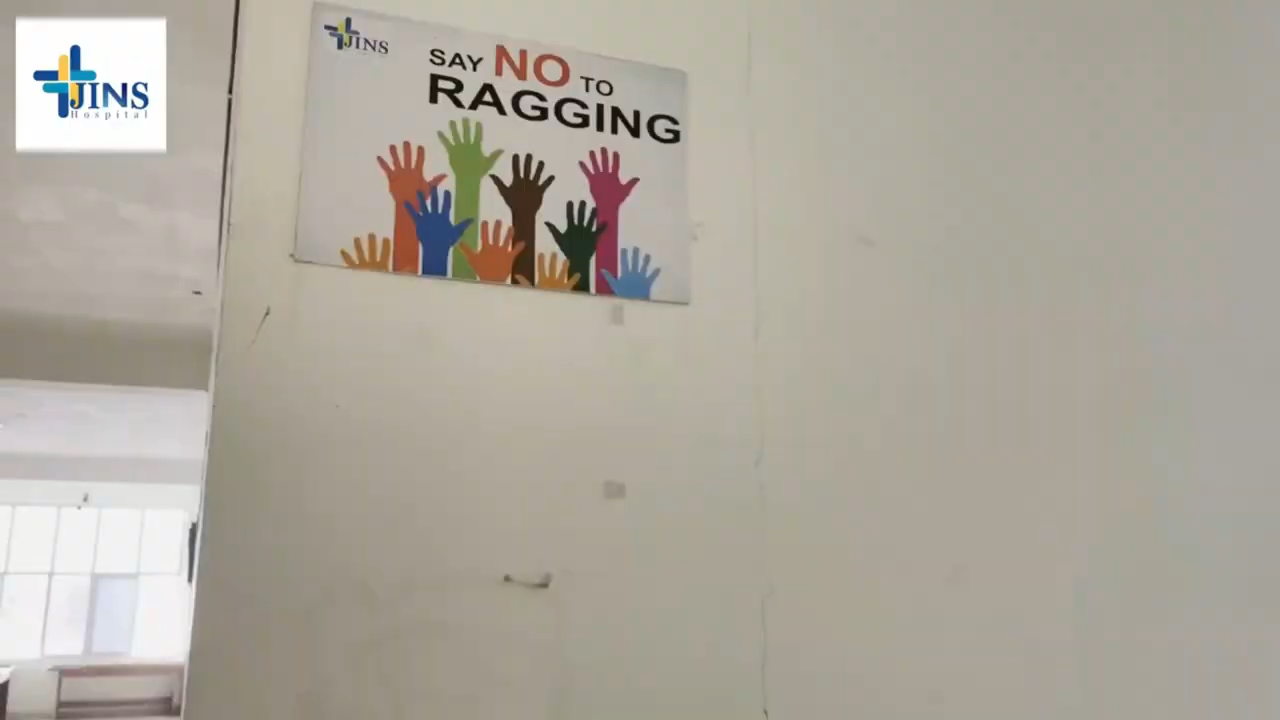 JINS
Hospital
JINS
SAY NO TO
RAGGING